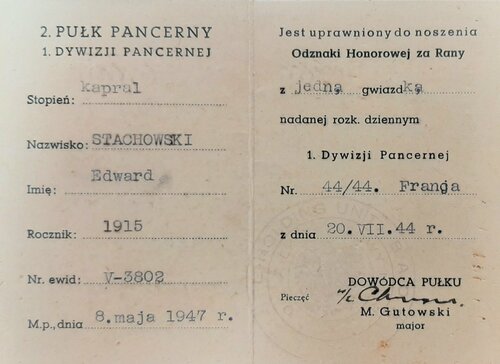 2. PUŁK PANCERNY
1. DYWIZJI PANCERNEJ
Stopień: kapral
Nazwisko: STACHOWSKI
Imię: Edward
Rocznik: 1915
Nr. ewid: V-3802
M.p., dnia 8.maja 1947 r.
Jest uprawniony do noszenia
Odznaki Honorowej za Rany
z jedną gwiazdką
nadanej rozk. dziennym
1. Dywizji Pancernej
Nr. 44/44. Francja
z dnia 20.VII.44 r.
DOWÓDCA PUŁKU
Pieczęć
M. Gutowski
major